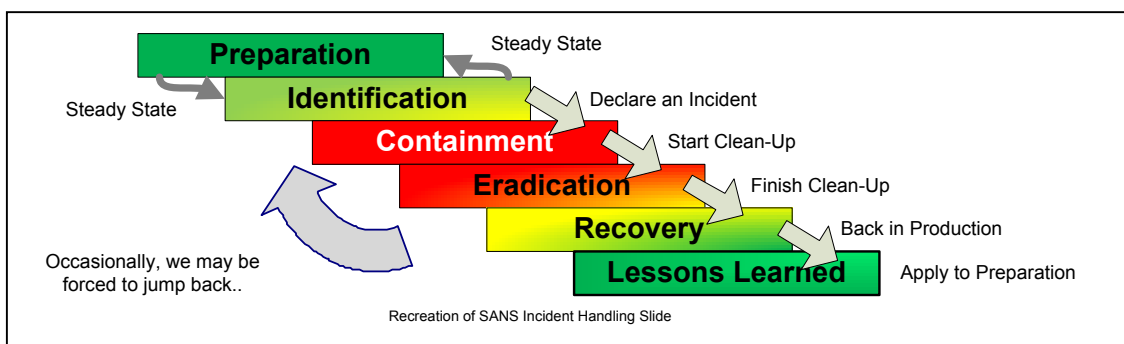 Preparation
Steady State
Steady State
Identification
Declare an Incident
Containment
Start Clean-Up
Eradication
Finish Clean-Up
Recovery
Back in Production
Occasionally, we may be
forced to jump back..
Lessons Learned
Apply to Preparation
Recreation of SANS Incident Handling Slide